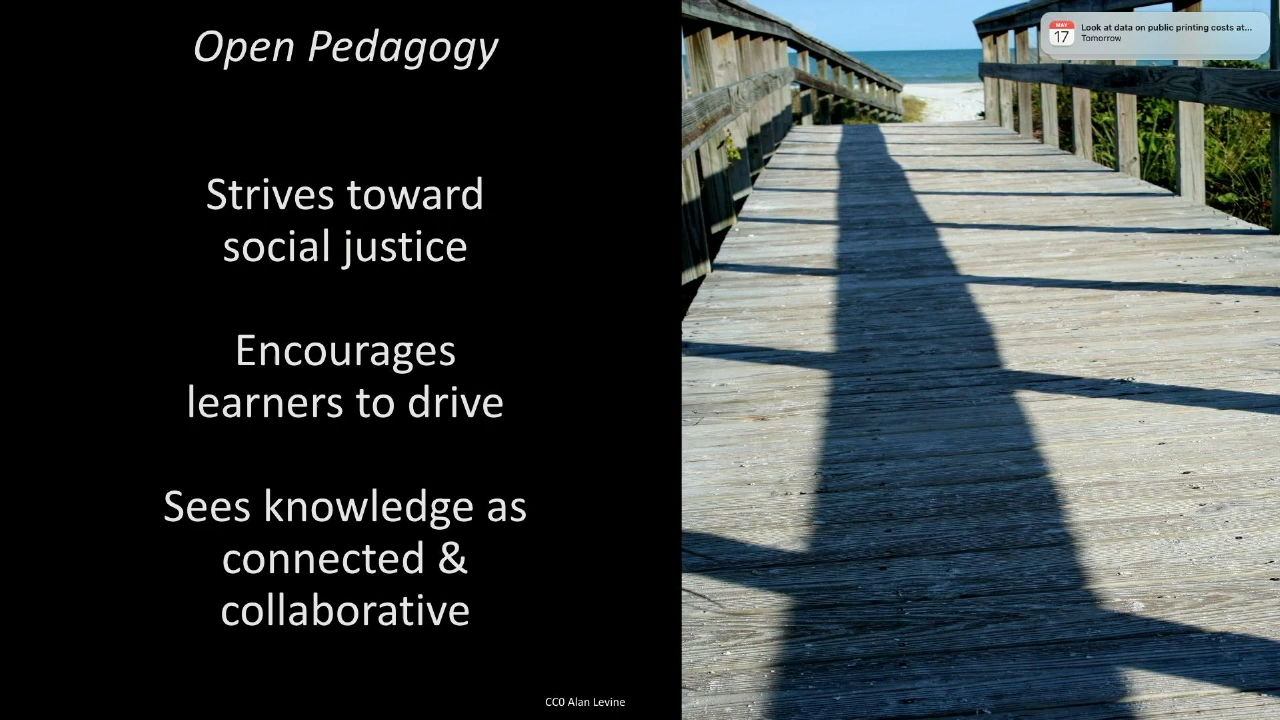 Open Pedagogy
MAY
17
Look at data on public printing costs at...
Tomorrow
Strives toward
social justice
Encourages
learners to drive
Sees knowledge as
connected &
collaborative
CC0 Alan Levine